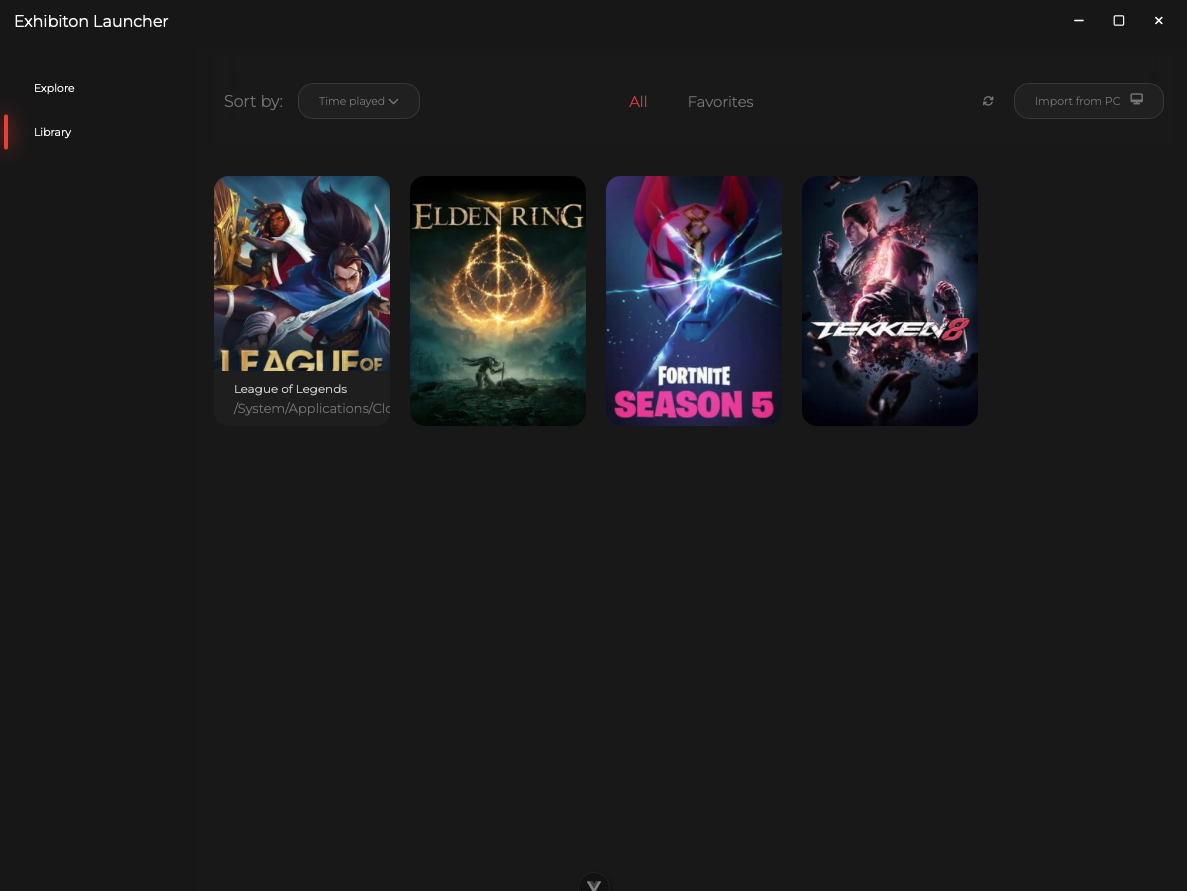 Exhibiton Launcher
Explore
Library
Sort by:
Time played
All
Favorites
Import from PC
LEAGUE OF
League of Legends
/System/Applications/Clo
ELDEN RING
FORTNITE
SEASON 5
TEKKEN 8